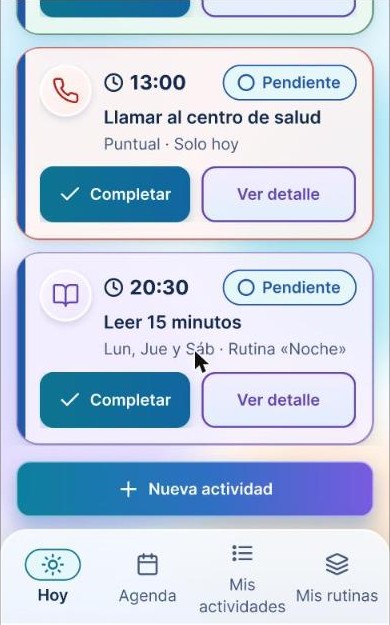 13:00
Pendiente
Llamar al centro de salud
Puntual · Solo hoy
Completar
Ver detalle
20:30
Pendiente
Leer 15 minutos
Lun, Jue y Sáb · Rutina «Noche»
Completar
Ver detalle
Nueva actividad
Hoy
Agenda
Mis
actividades
Mis rutinas